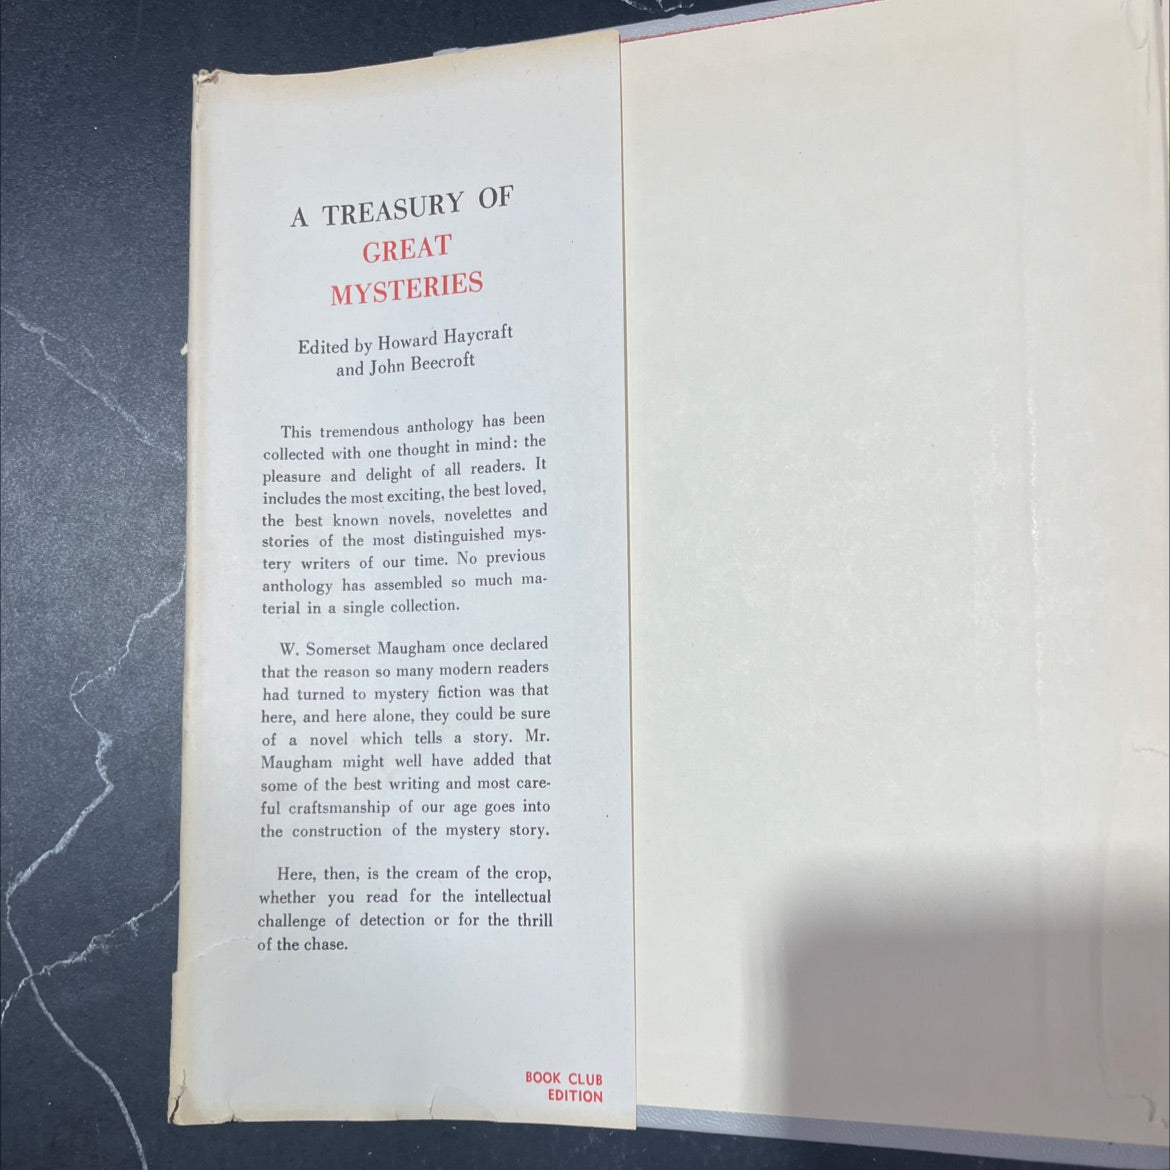 A TREASURY OF
GREAT
MYSTERIES
Edited by Howard Haycraft
and John Beecroft
This tremendous anthology has been
collected with one thought in mind: the
pleasure and delight of all readers. It
includes the most exciting, the best loved,
the best known novels, novelettes and
stories of the most distinguished mys-
tery writers of our time. No previous
anthology has assembled so much ma-
terial in a single collection.
W. Somerset Maugham once declared
that the reason so many modern readers
had turned to mystery fiction was that
here, and here alone, they could be sure
of a novel which tells a story. Mr.
Maugham might well have added that
some of the best writing and most care-
ful craftsmanship of our age goes into
the construction of the mystery story.
Here, then, is the cream of the crop,
whether you read for the intellectual
challenge of detection or for the thrill
of the chase.
BOOK CLUB
EDITION